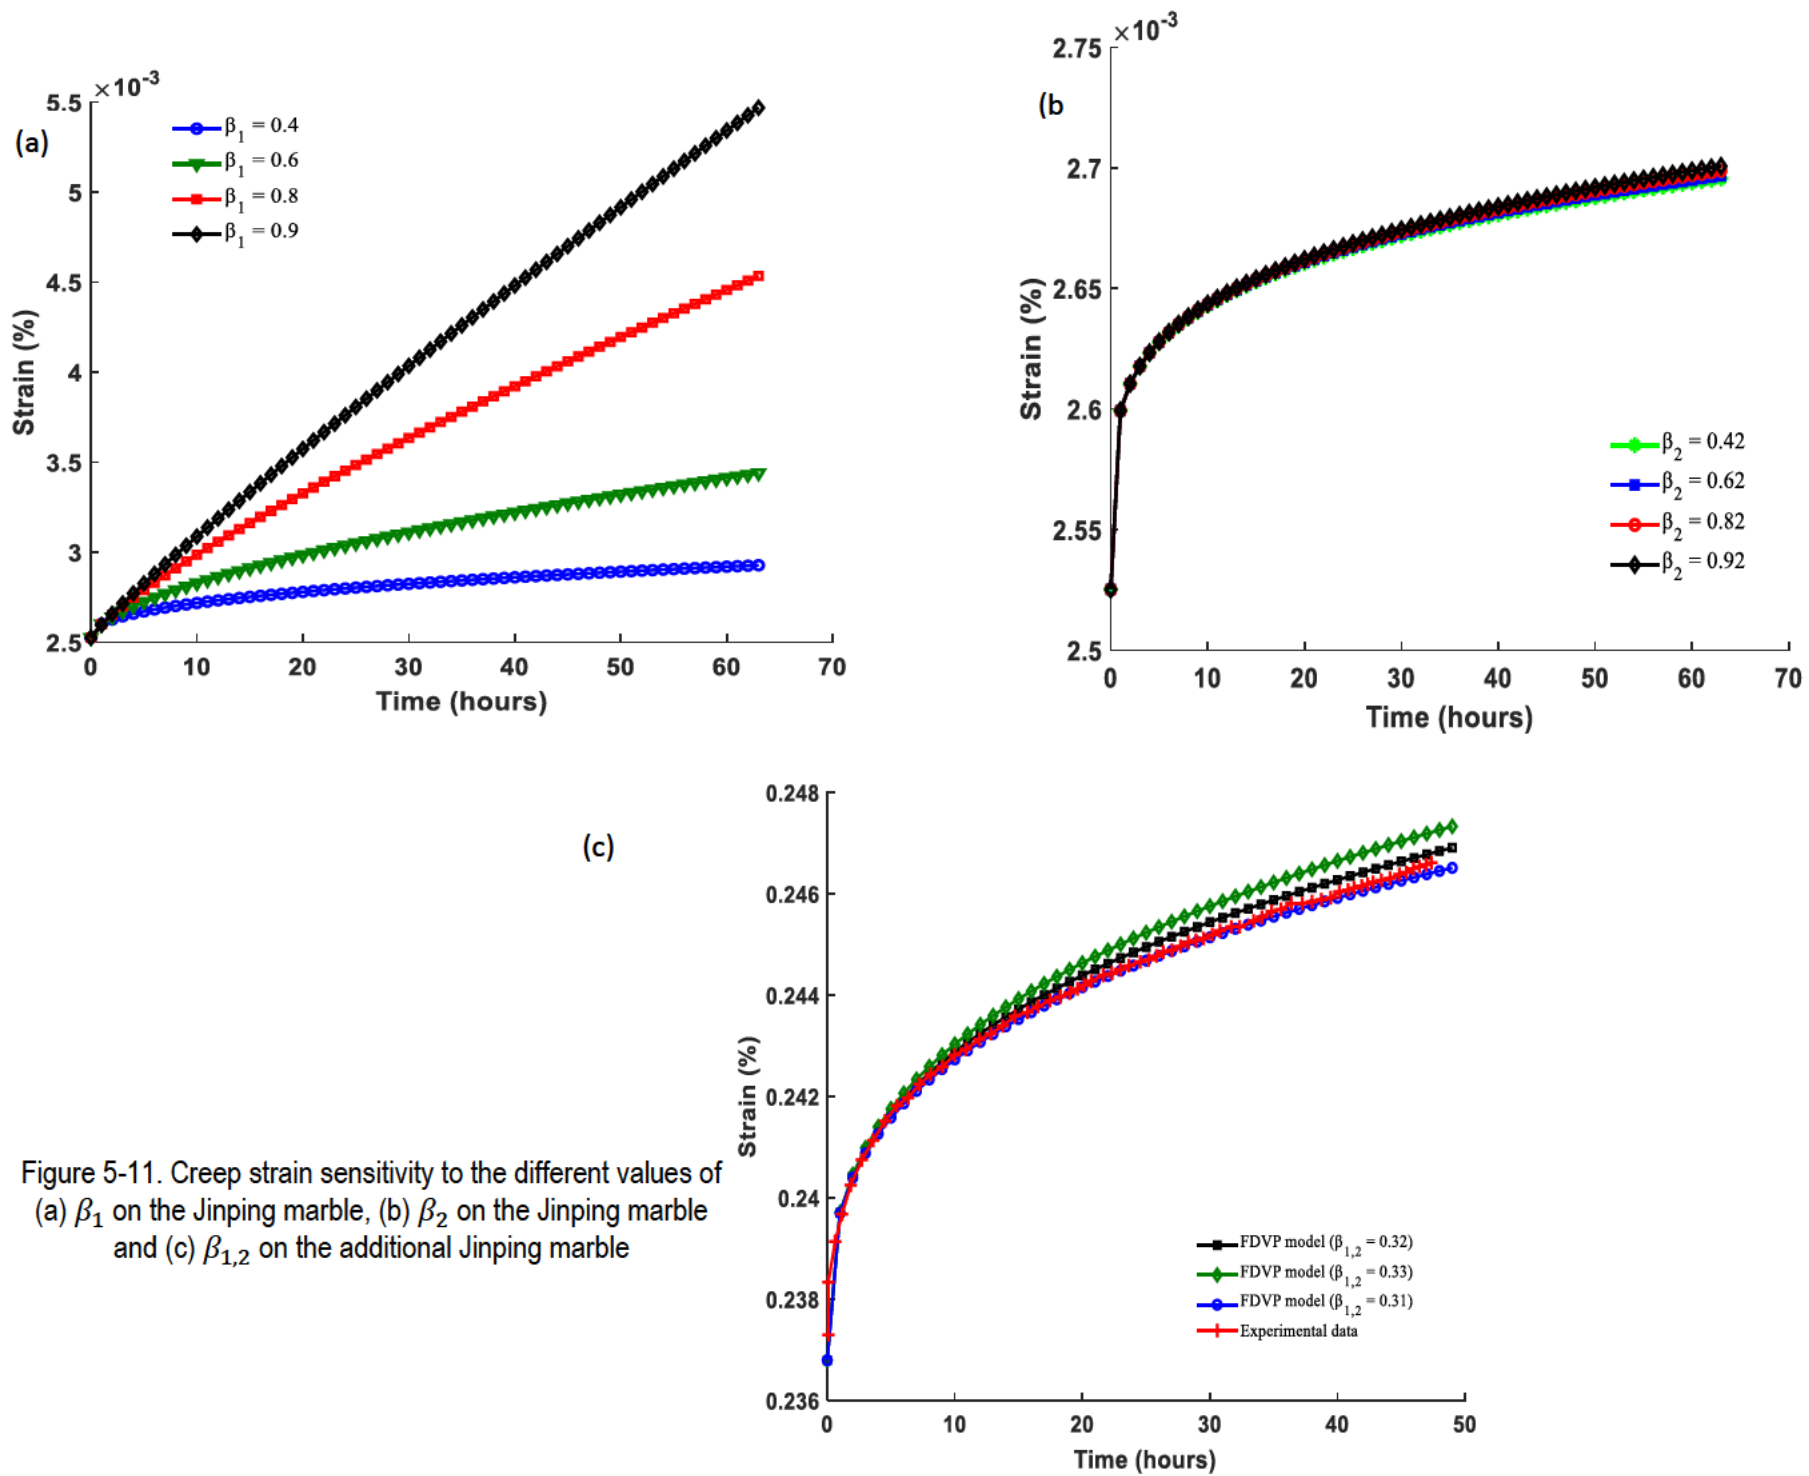 (a)
×10⁻³
5.5
5
4.5
4
3.5
3
2.5
Strain (%)
β₁ = 0.4
β₁ = 0.6
β₁ = 0.8
β₁ = 0.9
0 10 20 30 40 50 60 70
Time (hours)
(b
×10⁻³
2.75
2.7
2.65
2.6
2.55
2.5
Strain (%)
β₂ = 0.42
β₂ = 0.62
β₂ = 0.82
β₂ = 0.92
0 10 20 30 40 50 60 70
Time (hours)
(c)
0.248
0.246
0.244
0.242
0.24
0.238
0.236
Strain (%)
FDVP model (β₁,₂ = 0.32)
FDVP model (β₁,₂ = 0.33)
FDVP model (β₁,₂ = 0.31)
Experimental data
0 10 20 30 40 50
Time (hours)
Figure 5-11. Creep strain sensitivity to the different values of
(a) β₁ on the Jinping marble, (b) β₂ on the Jinping marble
and (c) β₁,₂ on the additional Jinping marble